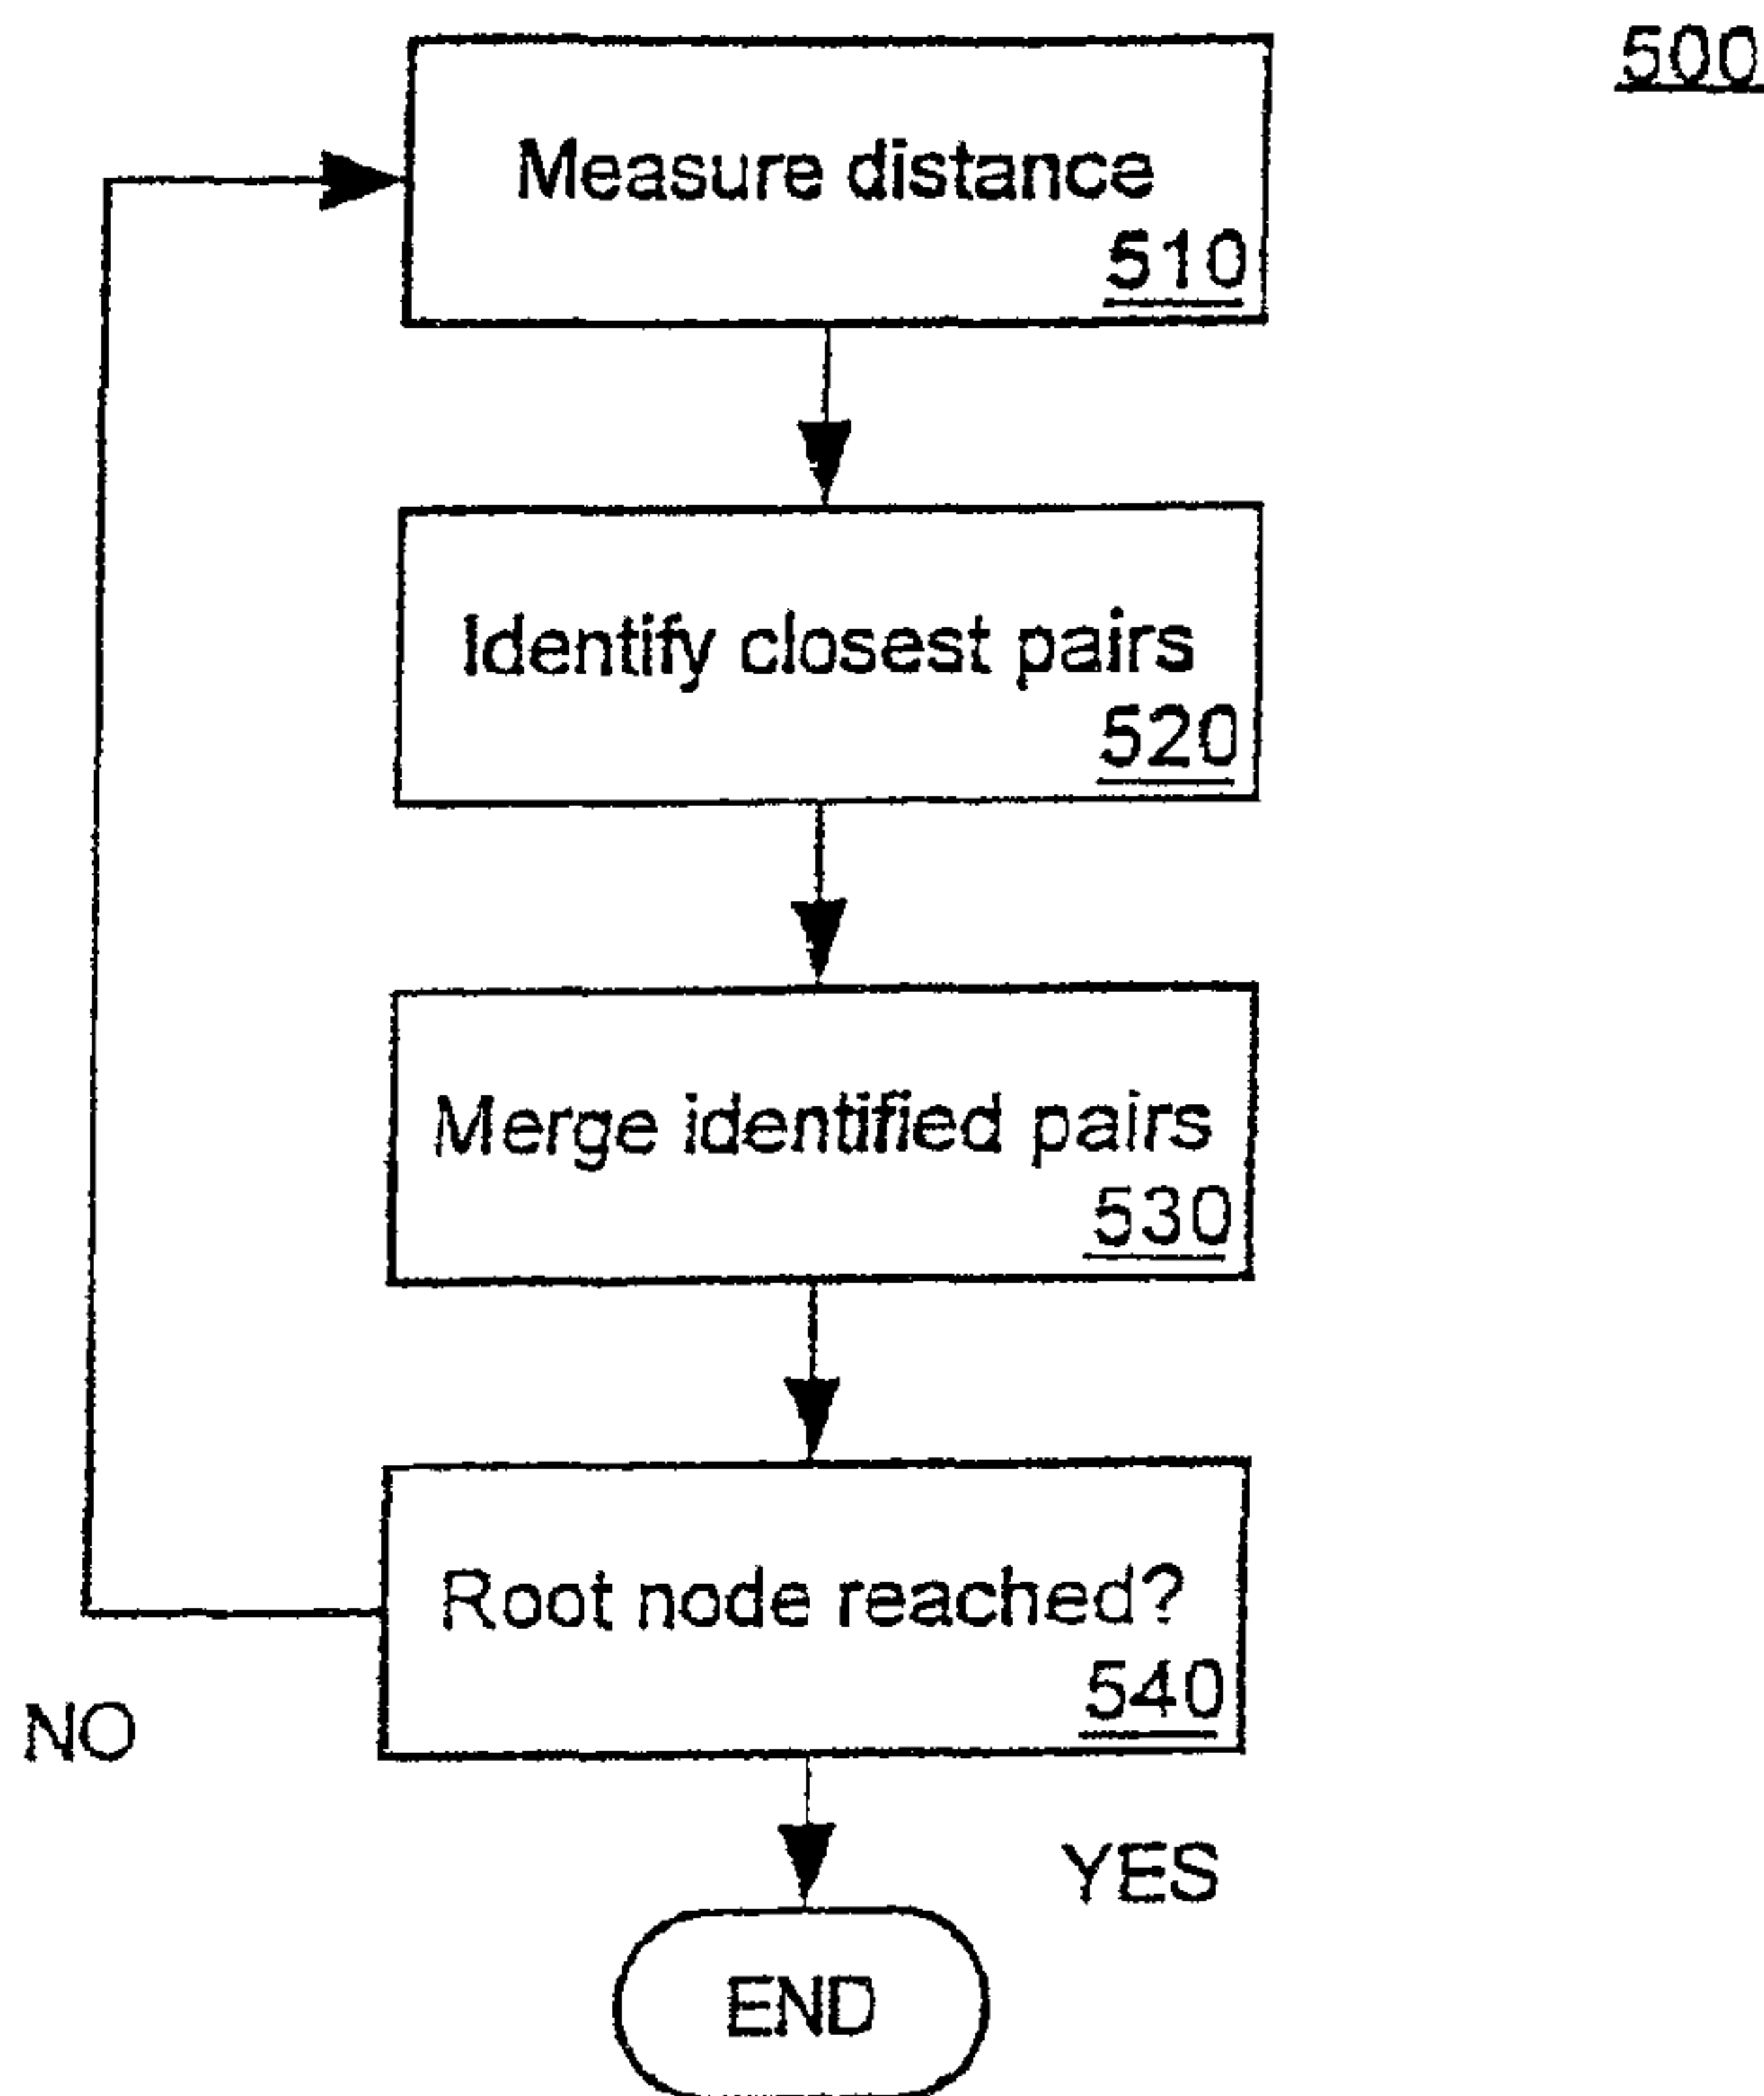 500
Measure distance
510
Identify closest pairs
520
Merge identified pairs
530
Root node reached?
540
NO
YES
END